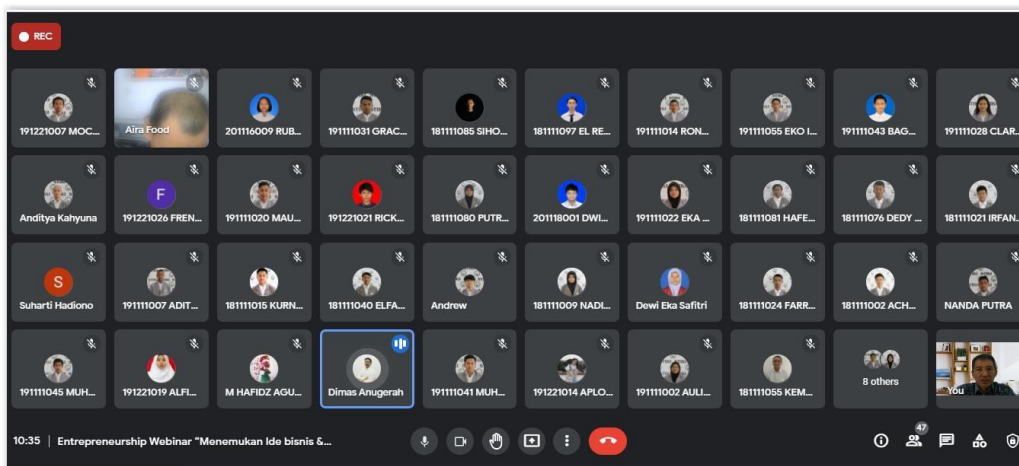 REC
191221007 MOC...
Aira Food
201116009 RUB...
191111031 GRAC...
181111085 SIHO...
181111097 EL RE...
191111014 RON...
191111055 EKO I...
191111043 BAG...
191111028 CLAR..
Anditya Kahyuna
F
191221026 FREN...
191111020 MAU...
191221021 RICK...
181111080 PUTR...
201118001 DWI...
191111022 EKA ...
181111081 HAFE...
181111076 DEDY ...
181111021 IRFAN.
S
Suharti Hadiono
191111007 ADIT...
181111015 KURN...
181111040 ELFA...
Andrew
181111009 NADI...
Dewi Eka Safitri
181111024 FARR...
181111002 ACH...
NANDA PUTRA
191111045 MUH...
191221019 ALFI...
M HAFIDZ AGU...
Dimas Anugerah
191111041 MUH...
191221014 APLO...
191111002 AULI...
181111055 KEM...
8 others
You
10:35 | Entrepreneurship Webinar "Menemukan Ide bisnis &...
47